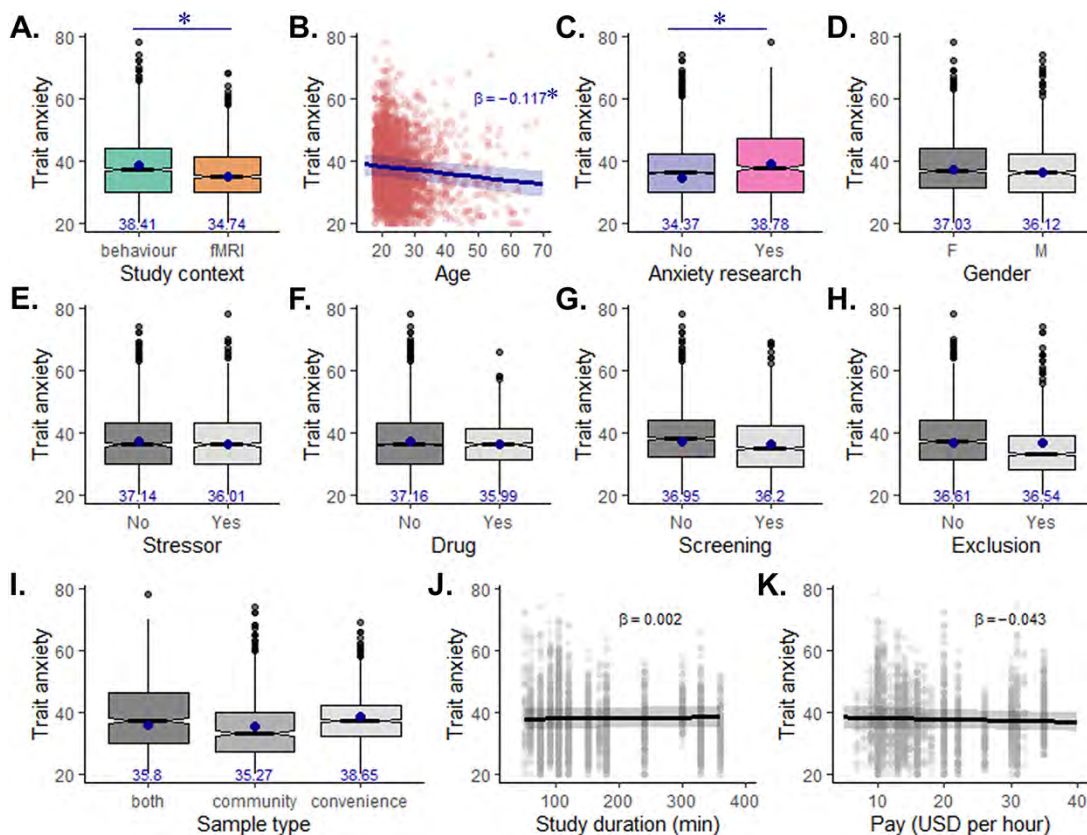 A.
*
80
60
40
20
Trait anxiety
38.41
34.74
behaviour
fMRI
Study context
B.
80
60
40
20
Trait anxiety
β = −0.117*
20 30 40 50 60 70
Age
C.
*
80
60
40
20
Trait anxiety
34.37
38.78
No
Yes
Anxiety research
D.
80
60
40
20
Trait anxiety
37.03
36.12
F
M
Gender
E.
80
60
40
20
Trait anxiety
37.14
36.01
No
Yes
Stressor
F.
80
60
40
20
Trait anxiety
37.16
35.99
No
Yes
Drug
G.
80
60
40
20
Trait anxiety
36.95
36.2
No
Yes
Screening
H.
80
60
40
20
Trait anxiety
36.61
36.54
No
Yes
Exclusion
I.
80
60
40
20
Trait anxiety
35.8
35.27
38.65
both
community
convenience
Sample type
J.
80
60
40
20
Trait anxiety
β = 0.002
100
200
300
400
Study duration (min)
K.
80
60
40
20
Trait anxiety
β = −0.043
10
20
30
40
Pay (USD per hour)